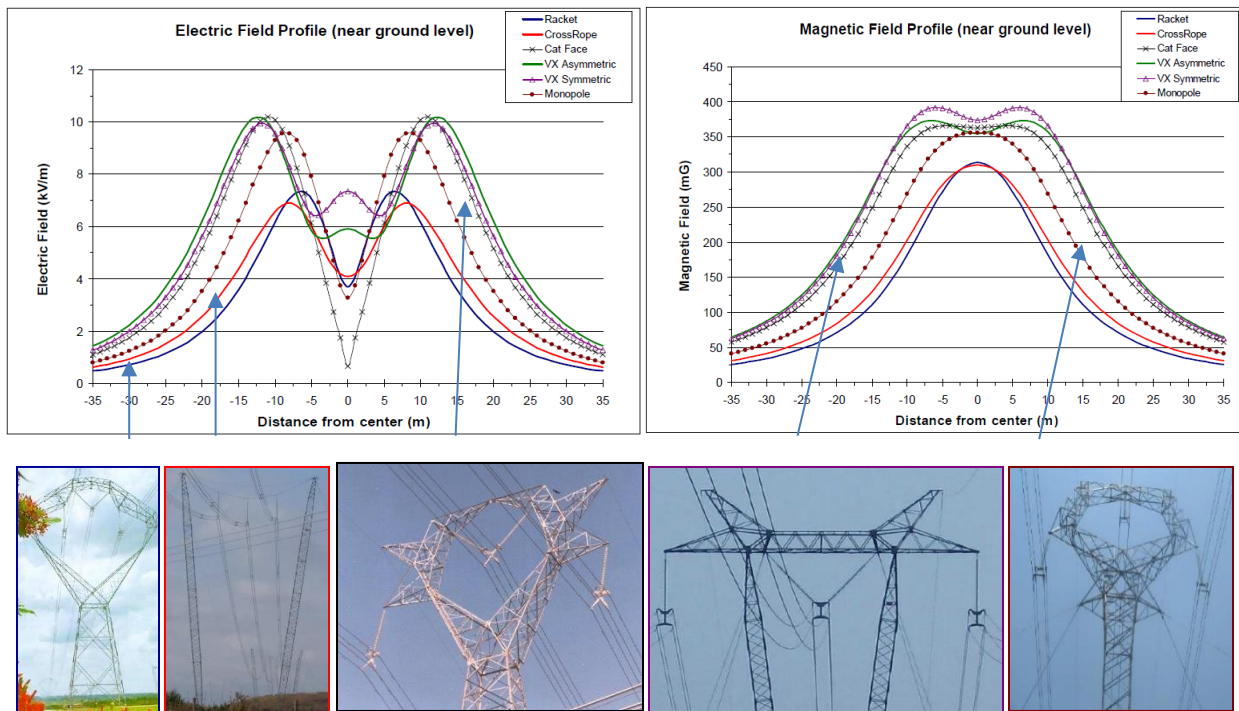 Electric Field Profile (near ground level)
Racket
CrossRope
Cat Face
VX Asymmetric
VX Symmetric
Monopole
12
10
8
6
4
2
0
Electric Field (kV/m)
-35 -30 -25 -20 -15 -10 -5 0 5 10 15 20 25 30 35
Distance from center (m)
Magnetic Field Profile (near ground level)
Racket
CrossRope
Cat Face
VX Asymmetric
VX Symmetric
Monopole
450
400
350
300
250
200
150
100
50
0
Magnetic Field (mG)
-35 -30 -25 -20 -15 -10 -5 0 5 10 15 20 25 30 35
Distance from center (m)